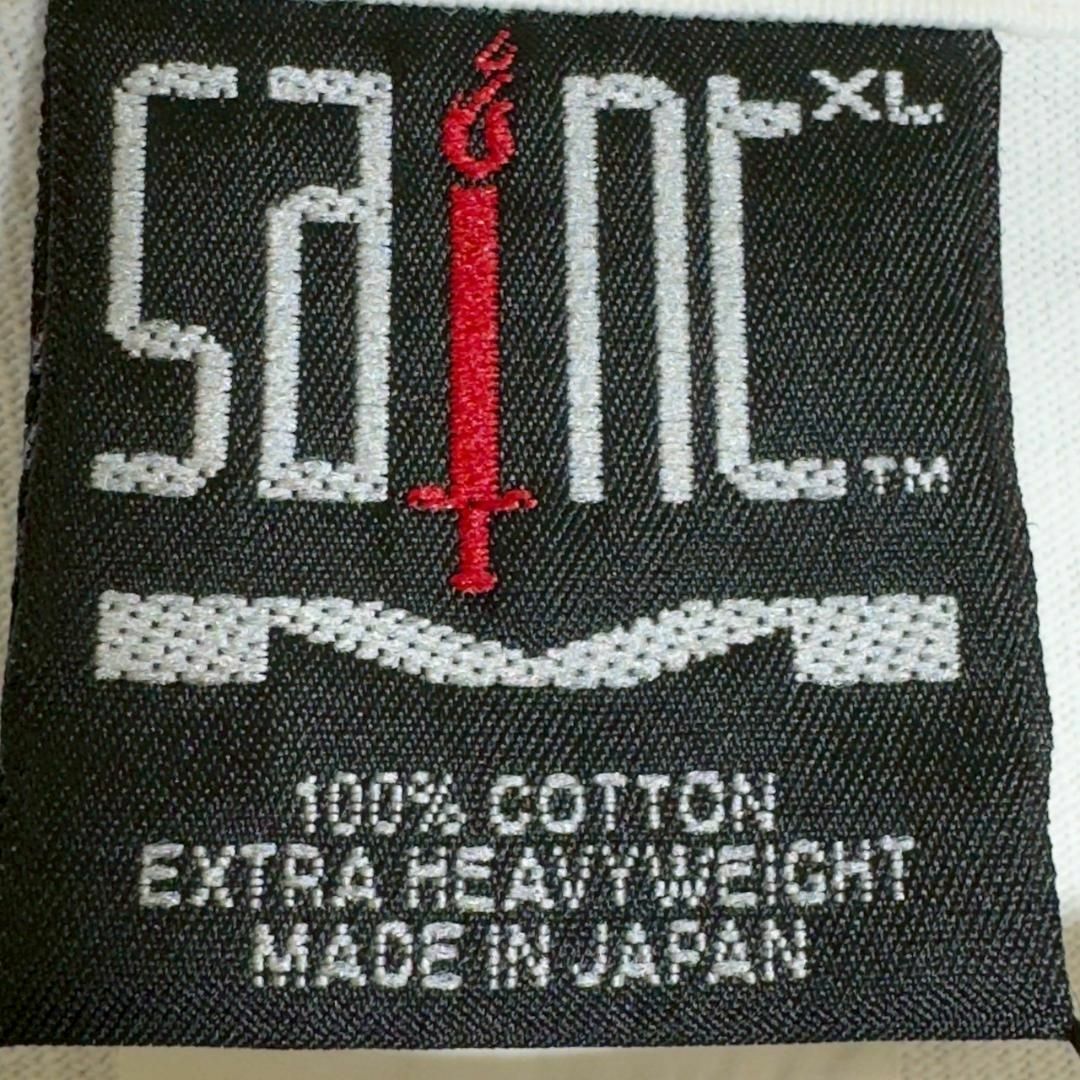 saint XL
™
M
100% COTTON
EXTRA HEAVYWEIGHT
MADE IN JAPAN